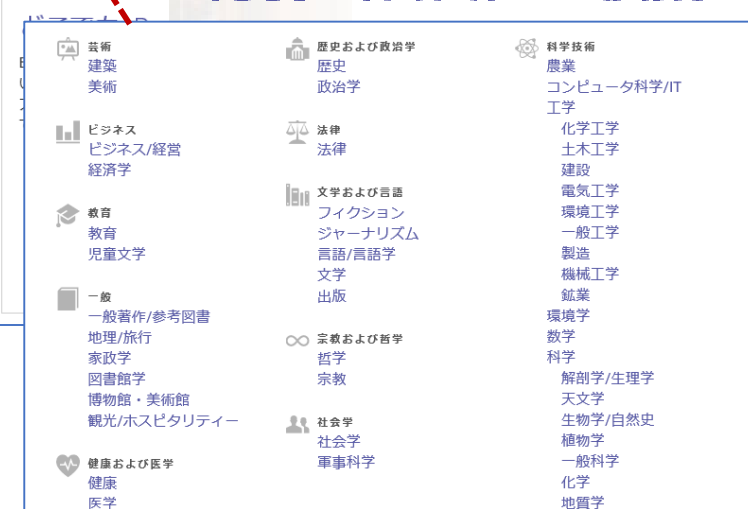 芸術
建築
美術
ビジネス
ビジネス/経営
経済学
教育
教育
児童文学
一般
一般著作/参考図書
地理/旅行
家政学
図書館学
博物館・美術館
観光/ホスピタリティー
健康および医学
健康
医学
歴史および政治学
歴史
政治学
法律
法律
文学および言語
フィクション
ジャーナリズム
言語/言語学
文学
出版
宗教および哲学
哲学
宗教
社会学
社会学
軍事科学
科学技術
農業
コンピュータ科学/IT
工学
化学工学
土木工学
建設
電気工学
環境工学
一般工学
製造
機械工学
鉱業
環境学
数学
科学
解剖学/生理学
天文学
生物学/自然史
植物学
一般科学
化学
地質学